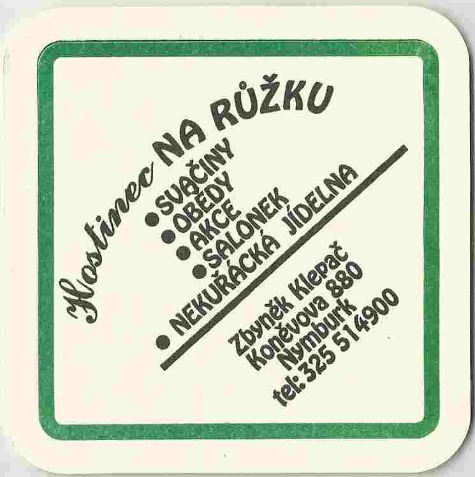 Hostinec NA RŮŽKU
• SVAČINY
• OBĚDY
• AKCE
• SALÓNEK
• NEKUŘÁCKÁ JÍDELNA
Zbyněk Klepač
Koněvova 880
Nymburk
tel: 325 514900